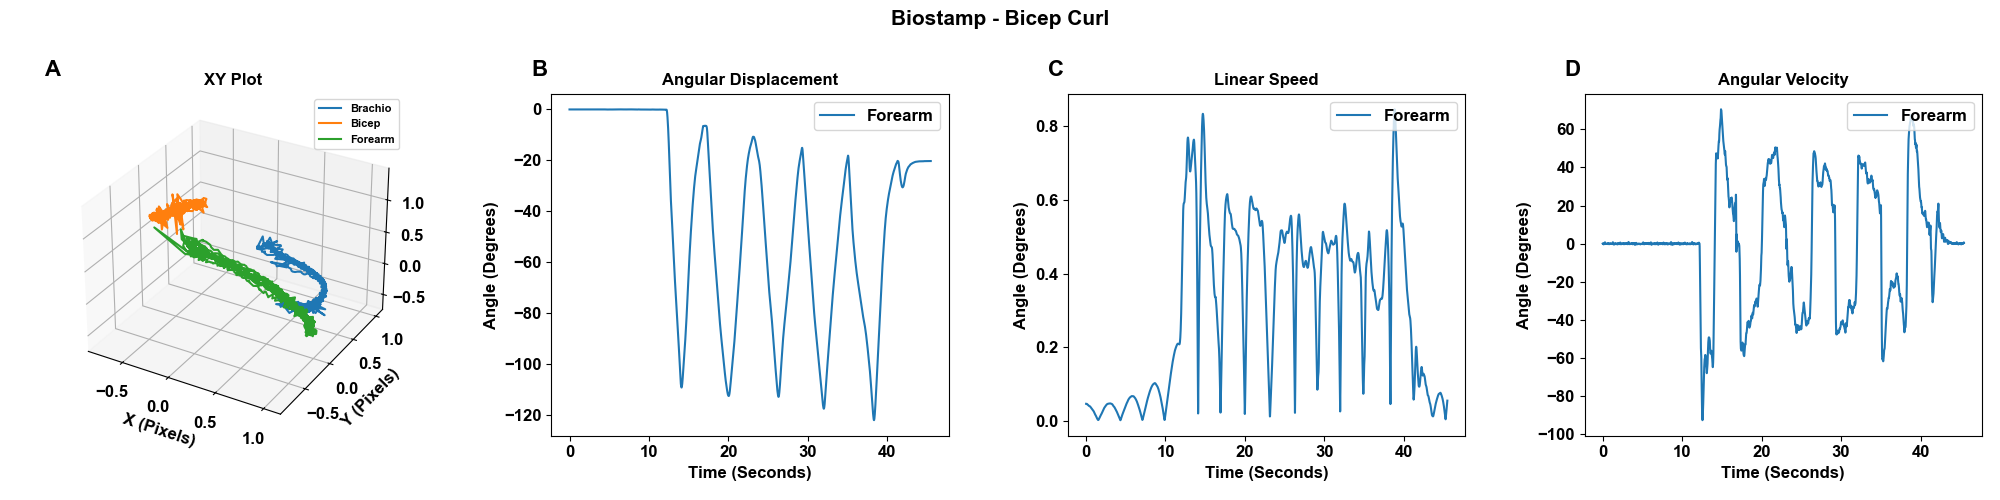 Biostamp - Bicep Curl
A
XY Plot
Brachio
Bicep
Forearm
1.0
0.5
0.0
−0.5
1.0
0.5
0.0
−0.5
Y (Pixels)
−0.5
0.0
0.5
1.0
X (Pixels)
B
Angular Displacement
Forearm
0
−20
−40
−60
−80
−100
−120
Angle (Degrees)
0 10 20 30 40
Time (Seconds)
C
Linear Speed
Forearm
0.8
0.6
0.4
0.2
0.0
Angle (Degrees)
0 10 20 30 40
Time (Seconds)
D
Angular Velocity
Forearm
60
40
20
0
−20
−40
−60
−80
−100
Angle (Degrees)
0 10 20 30 40
Time (Seconds)